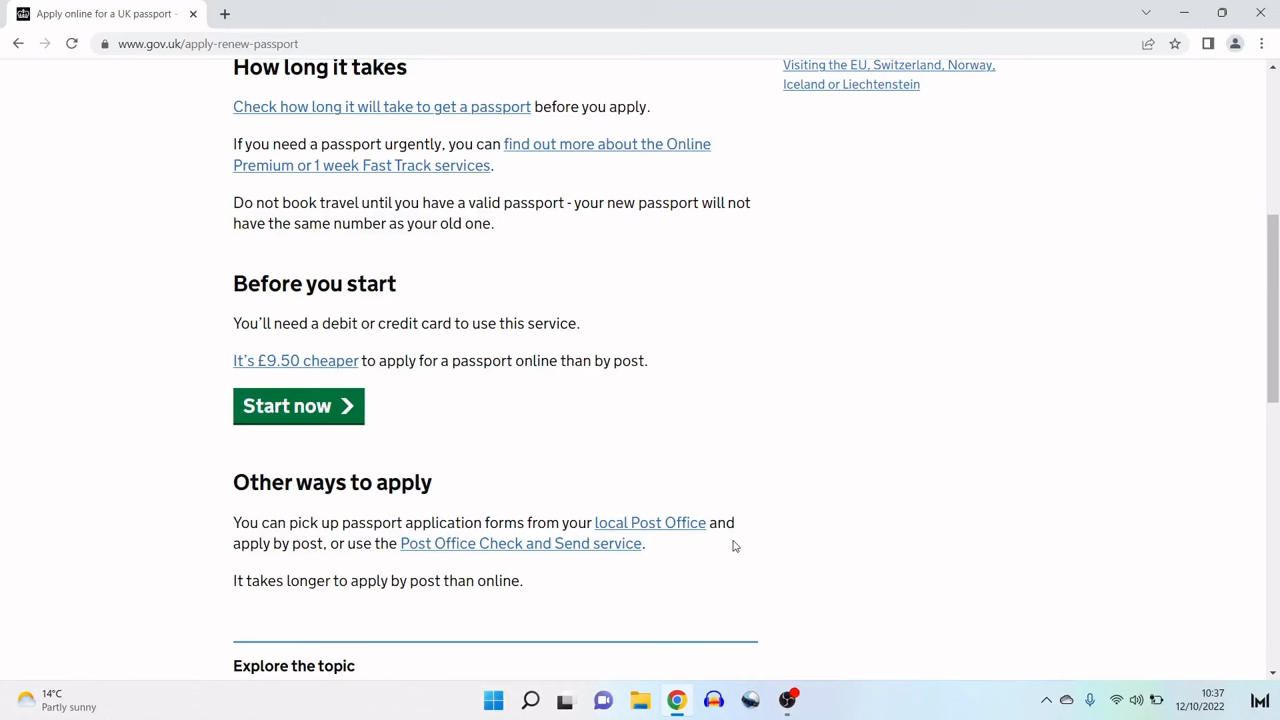 Apply online for a UK passport -
www.gov.uk/apply-renew-passport
How long it takes
Check how long it will take to get a passport before you apply.
If you need a passport urgently, you can find out more about the Online
Premium or 1 week Fast Track services.
Do not book travel until you have a valid passport - your new passport will not
have the same number as your old one.
Visiting the EU, Switzerland, Norway,
Iceland or Liechtenstein
Before you start
You'll need a debit or credit card to use this service.
It's £9.50 cheaper to apply for a passport online than by post.
Start now
Other ways to apply
You can pick up passport application forms from your local Post Office and
apply by post, or use the Post Office Check and Send service.
It takes longer to apply by post than online.
Explore the topic
14°C
Partly sunny
10:37
12/10/2022